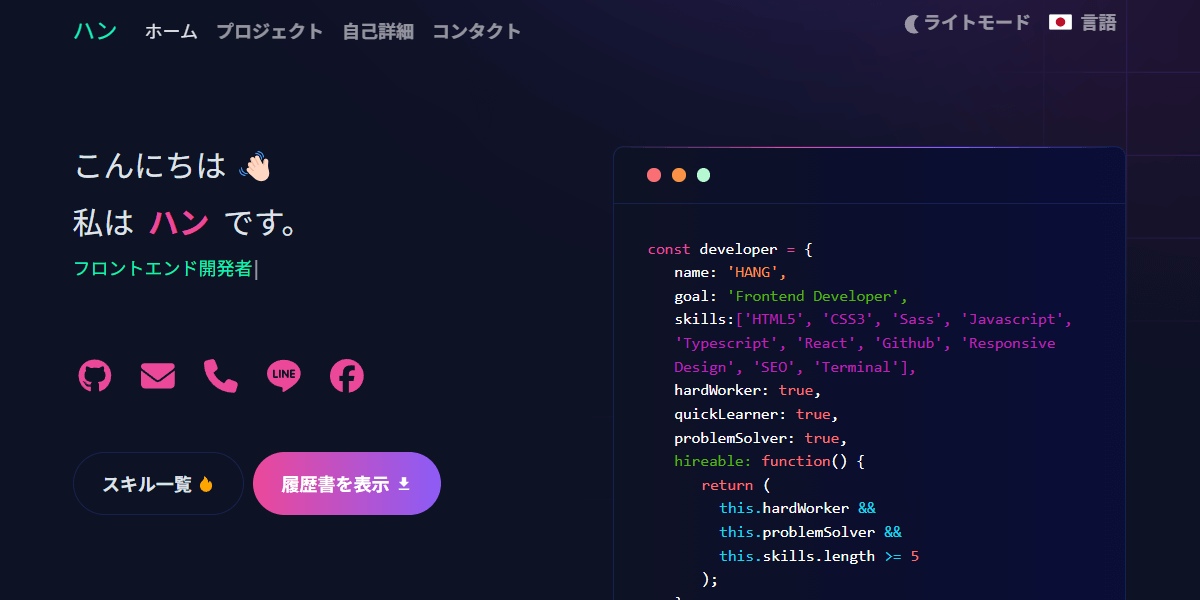 ハン ホーム プロジェクト 自己詳細 コンタクト ライトモード 言語
こんにちは
私は ハン です。
フロントエンド開発者|
LINE
スキル一覧 履歴書を表示
const developer = {
name: 'HANG',
goal: 'Frontend Developer',
skills:['HTML5', 'CSS3', 'Sass', 'Javascript',
'Typescript', 'React', 'Github', 'Responsive
Design', 'SEO', 'Terminal'],
hardWorker: true,
quickLearner: true,
problemSolver: true,
hireable: function() {
return (
this.hardWorker &&
this.problemSolver &&
this.skills.length >= 5
);